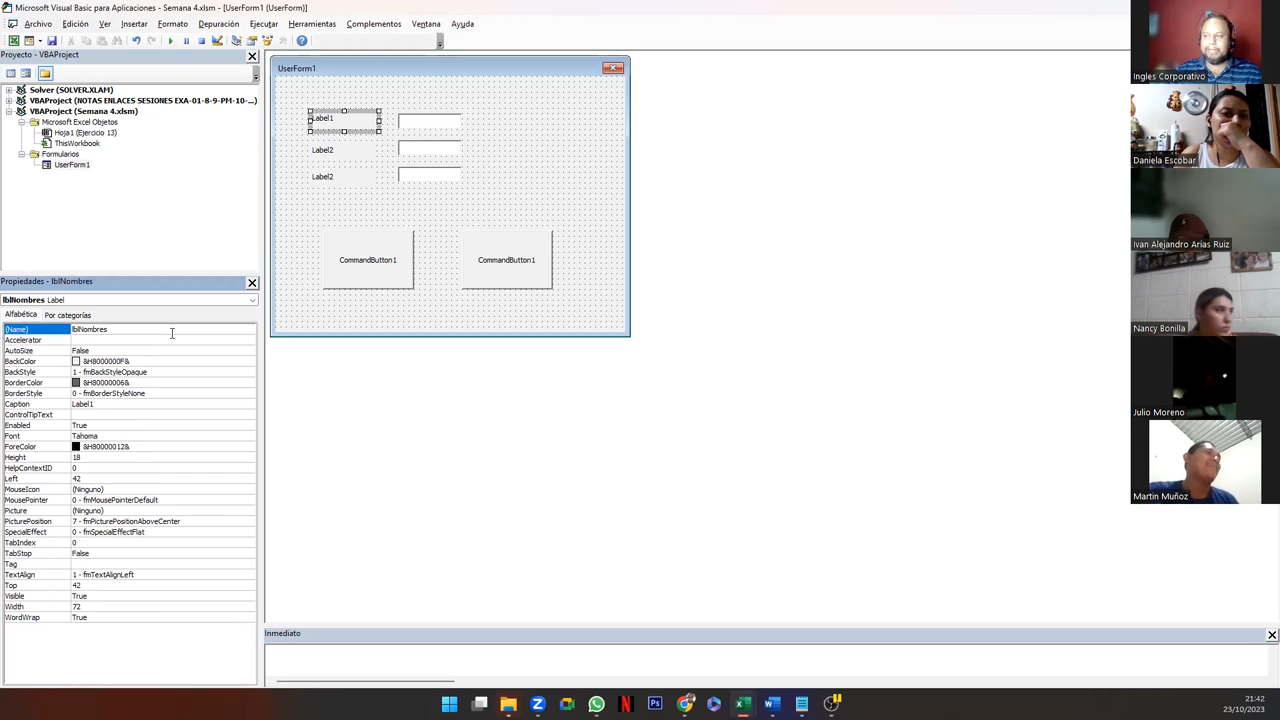 Microsoft Visual Basic para Aplicaciones - Semana 4.xlsm - [UserForm1 (UserForm)]
Archivo Edición Ver Insertar Formato Depuración Ejecutar Herramientas Complementos Ventana Ayuda
Proyecto - VBAProject
Solver (SOLVER.XLAM)
VBAProject (NOTAS ENLACES SESIONES EXA-01-8-9-PM-10-...)
VBAProject (Semana 4.xlsm)
Microsoft Excel Objetos
Hoja1 (Ejercicio 13)
ThisWorkbook
Formularios
UserForm1
Propiedades - lblNombres
lblNombres Label
Alfabética Por categorías
(Name) lblNombres
Accelerator
AutoSize False
BackColor &H8000000F&
BackStyle 1 - fmBackStyleOpaque
BorderColor &H80000006&
BorderStyle 0 - fmBorderStyleNone
Caption Label1
ControlTipText
Enabled True
Font Tahoma
ForeColor &H80000012&
Height 18
HelpContextID 0
Left 42
MouseIcon (Ninguno)
MousePointer 0 - fmMousePointerDefault
Picture (Ninguno)
PicturePosition 7 - fmPicturePositionAboveCenter
SpecialEffect 0 - fmSpecialEffectFlat
TabIndex 0
TabStop False
Tag
TextAlign 1 - fmTextAlignLeft
Top 42
Visible True
Width 72
WordWrap True
UserForm1
Label1
Label2
Label2
CommandButton1 CommandButton1
Inmediato
Ingles Corporativo
Daniela Escobar
Ivan Alejandro Arias Ruiz
Nancy Bonilla
Julio Moreno
Martin Muñoz
21:42
23/10/2023